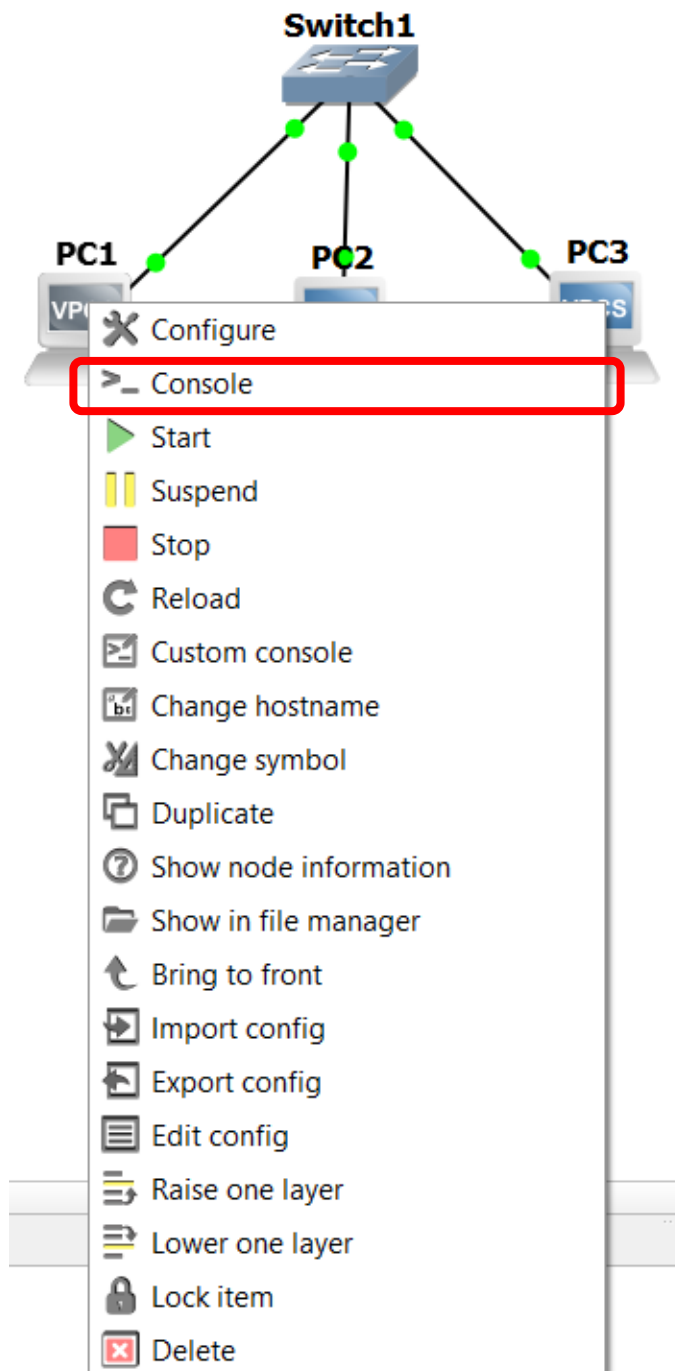 Switch1
PC1
PC2
PC3
Configure
Console
Start
Suspend
Stop
Reload
Custom console
Change hostname
Change symbol
Duplicate
Show node information
Show in file manager
Bring to front
Import config
Export config
Edit config
Raise one layer
Lower one layer
Lock item
Delete